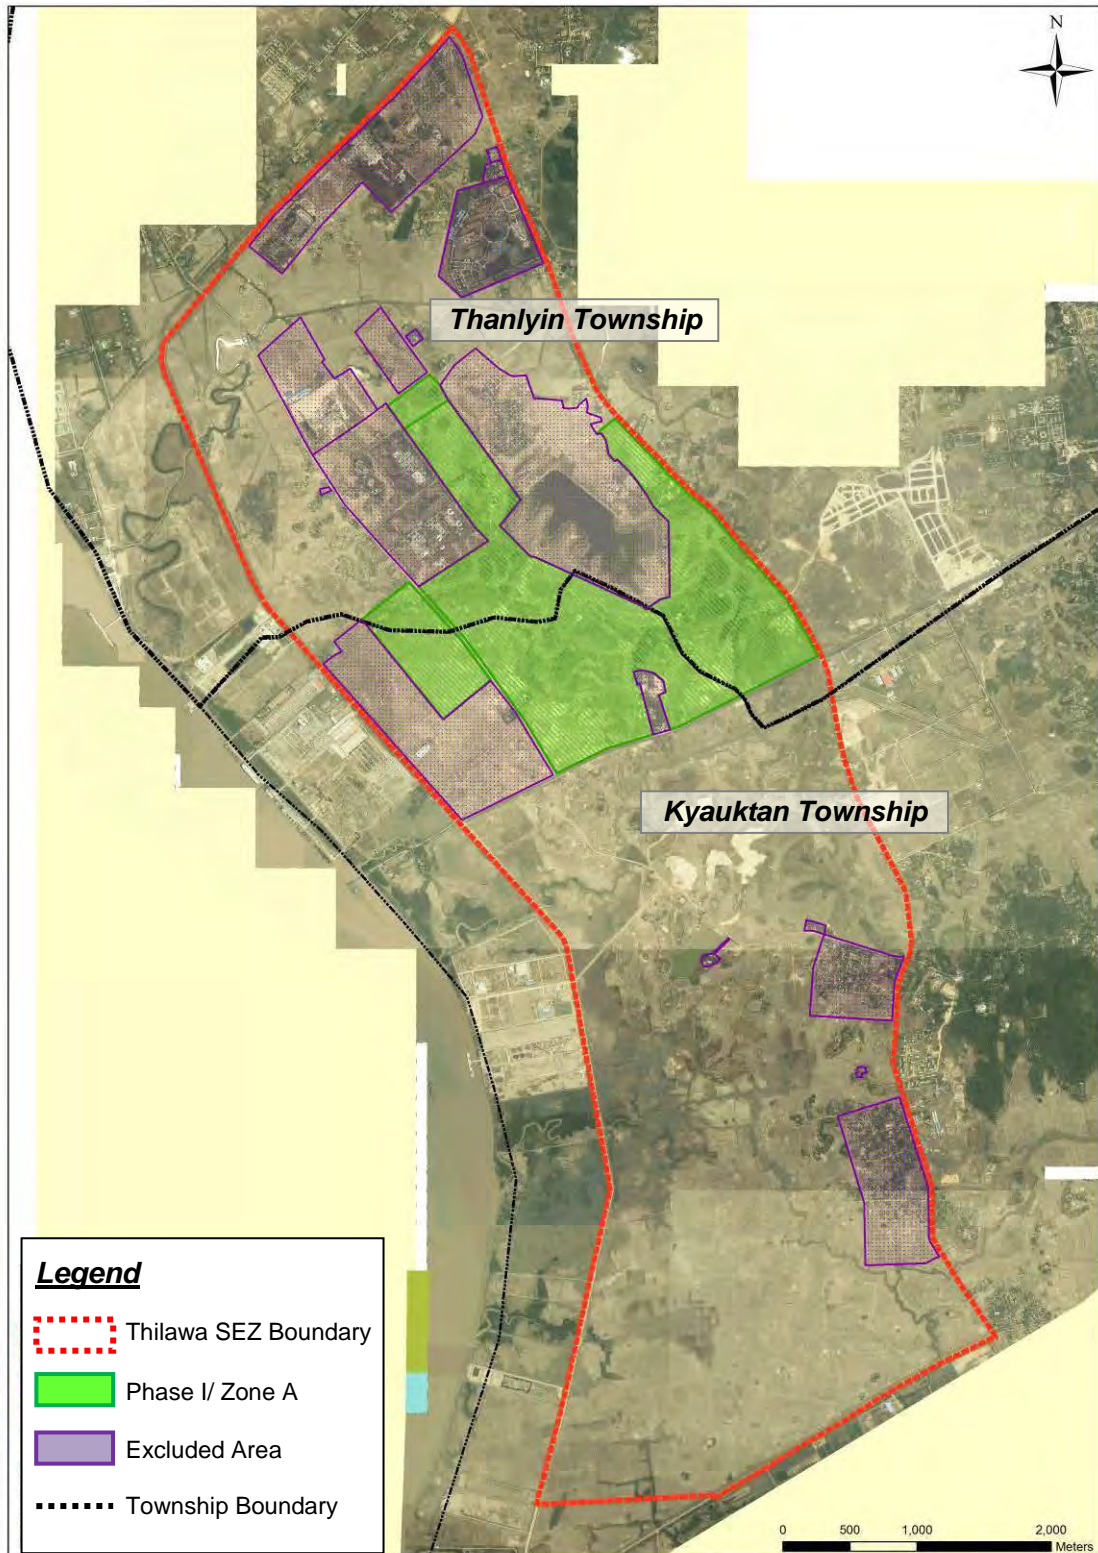 N
Thanlyin Township
Kyauktan Township
Legend
Thilawa SEZ Boundary
Phase I/ Zone A
Excluded Area
Township Boundary
0 500 1,000 2,000
Meters